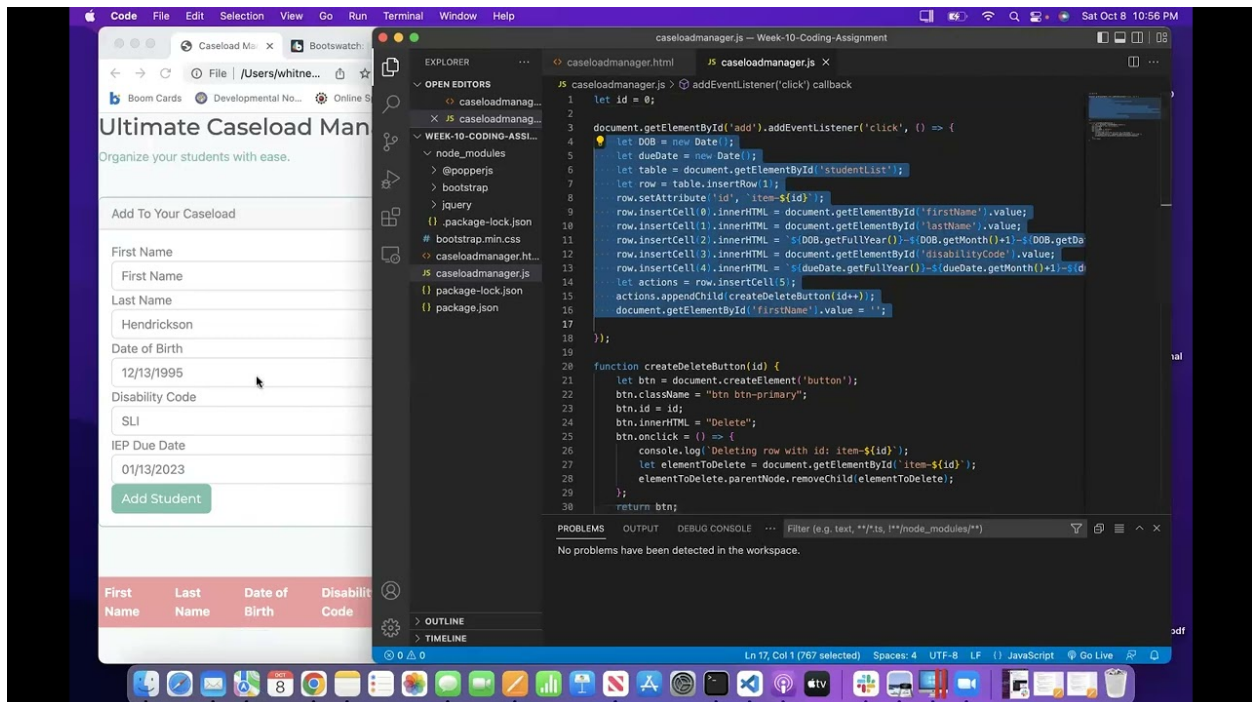 Code File Edit Selection View Go Run Terminal Window Help Sat Oct 8 10:56 PM
Caseload Ma
Bootswatch:
File /Users/whitne...
Boom Cards Developmental No... Online S
Ultimate Caseload Man
Organize your students with ease.
Add To Your Caseload
First Name
First Name
Last Name
Hendrickson
Date of Birth
12/13/1995
Disability Code
SLI
IEP Due Date
01/13/2023
Add Student
First Name
Last Name
Date of Birth
Disabilit Code
caseloadmanager.js — Week-10-Coding-Assignment
EXPLORER
OPEN EDITORS
caseloadmanag...
JS caseloadmanag...
WEEK-10-CODING-ASSI...
node_modules
@popperjs
bootstrap
jquery
{} .package-lock.json
# bootstrap.min.css
caseloadmanager.ht...
JS caseloadmanager.js
{} package-lock.json
{} package.json
OUTLINE
TIMELINE
<> caseloadmanager.html JS caseloadmanager.js
JS caseloadmanager.js > addEventListener('click') callback
1 let id = 0;
2
3 document.getElementById('add').addEventListener('click', () => {
4 let DOB = new Date();
5 let dueDate = new Date();
6 let table = document.getElementById('studentList');
7 let row = table.insertRow(1);
8 row.setAttribute('id', `item-${id}`);
9 row.insertCell(0).innerHTML = document.getElementById('firstName').value;
10 row.insertCell(1).innerHTML = document.getElementById('lastName').value;
11 row.insertCell(2).innerHTML = `${DOB.getFullYear()}-${DOB.getMonth()+1}-${DOB.getDa
12 row.insertCell(3).innerHTML = document.getElementById('disabilityCode').value;
13 row.insertCell(4).innerHTML = `${dueDate.getFullYear()}-${dueDate.getMonth()+1}-${d
14 let actions = row.insertCell(5);
15 actions.appendChild(createDeleteButton(id++));
16 document.getElementById('firstName').value = '';
17
18 });
19
20 function createDeleteButton(id) {
21 let btn = document.createElement('button');
22 btn.className = "btn btn-primary";
23 btn.id = id;
24 btn.innerHTML = "Delete";
25 btn.onclick = () => {
26 console.log(`Deleting row with id: item-${id}`);
27 let elementToDelete = document.getElementById(`item-${id}`);
28 elementToDelete.parentNode.removeChild(elementToDelete);
29 };
30 return btn;
PROBLEMS OUTPUT DEBUG CONSOLE ... Filter (e.g. text, **/*.ts, !**/node_modules/**)
No problems have been detected in the workspace.
0 0 Ln 17, Col 1 (767 selected) Spaces: 4 UTF-8 LF {} JavaScript Go Live
nal
pdf
OCT
8
tv